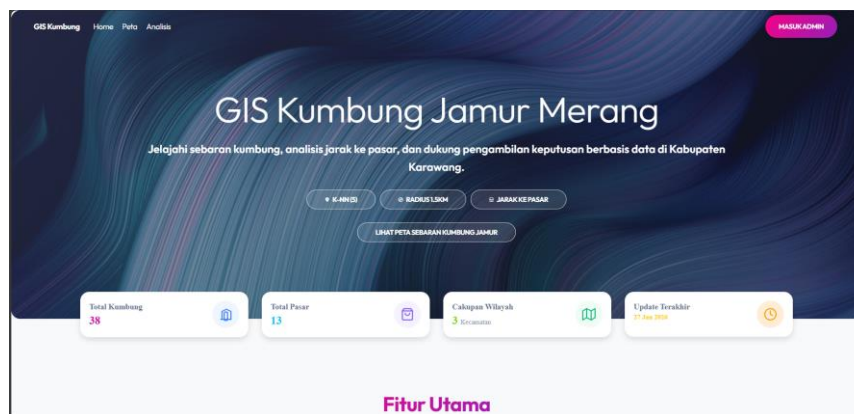 GIS Kumbung Home Peta Analisis
MASUK ADMIN
GIS Kumbung Jamur Merang
Jelajahi sebaran kumbung, analisis jarak ke pasar, dan dukung pengambilan keputusan berbasis data di Kabupaten
Karawang.
K-NN (5) RADIUS 1.5KM JARAK KE PASAR
LIHAT PETA SEBARAN KUMBUNG JAMUR
Total Kumbung
38
Total Pasar
13
Cakupan Wilayah
3 Kecamatan
Update Terakhir
27 Jan 2026
Fitur Utama